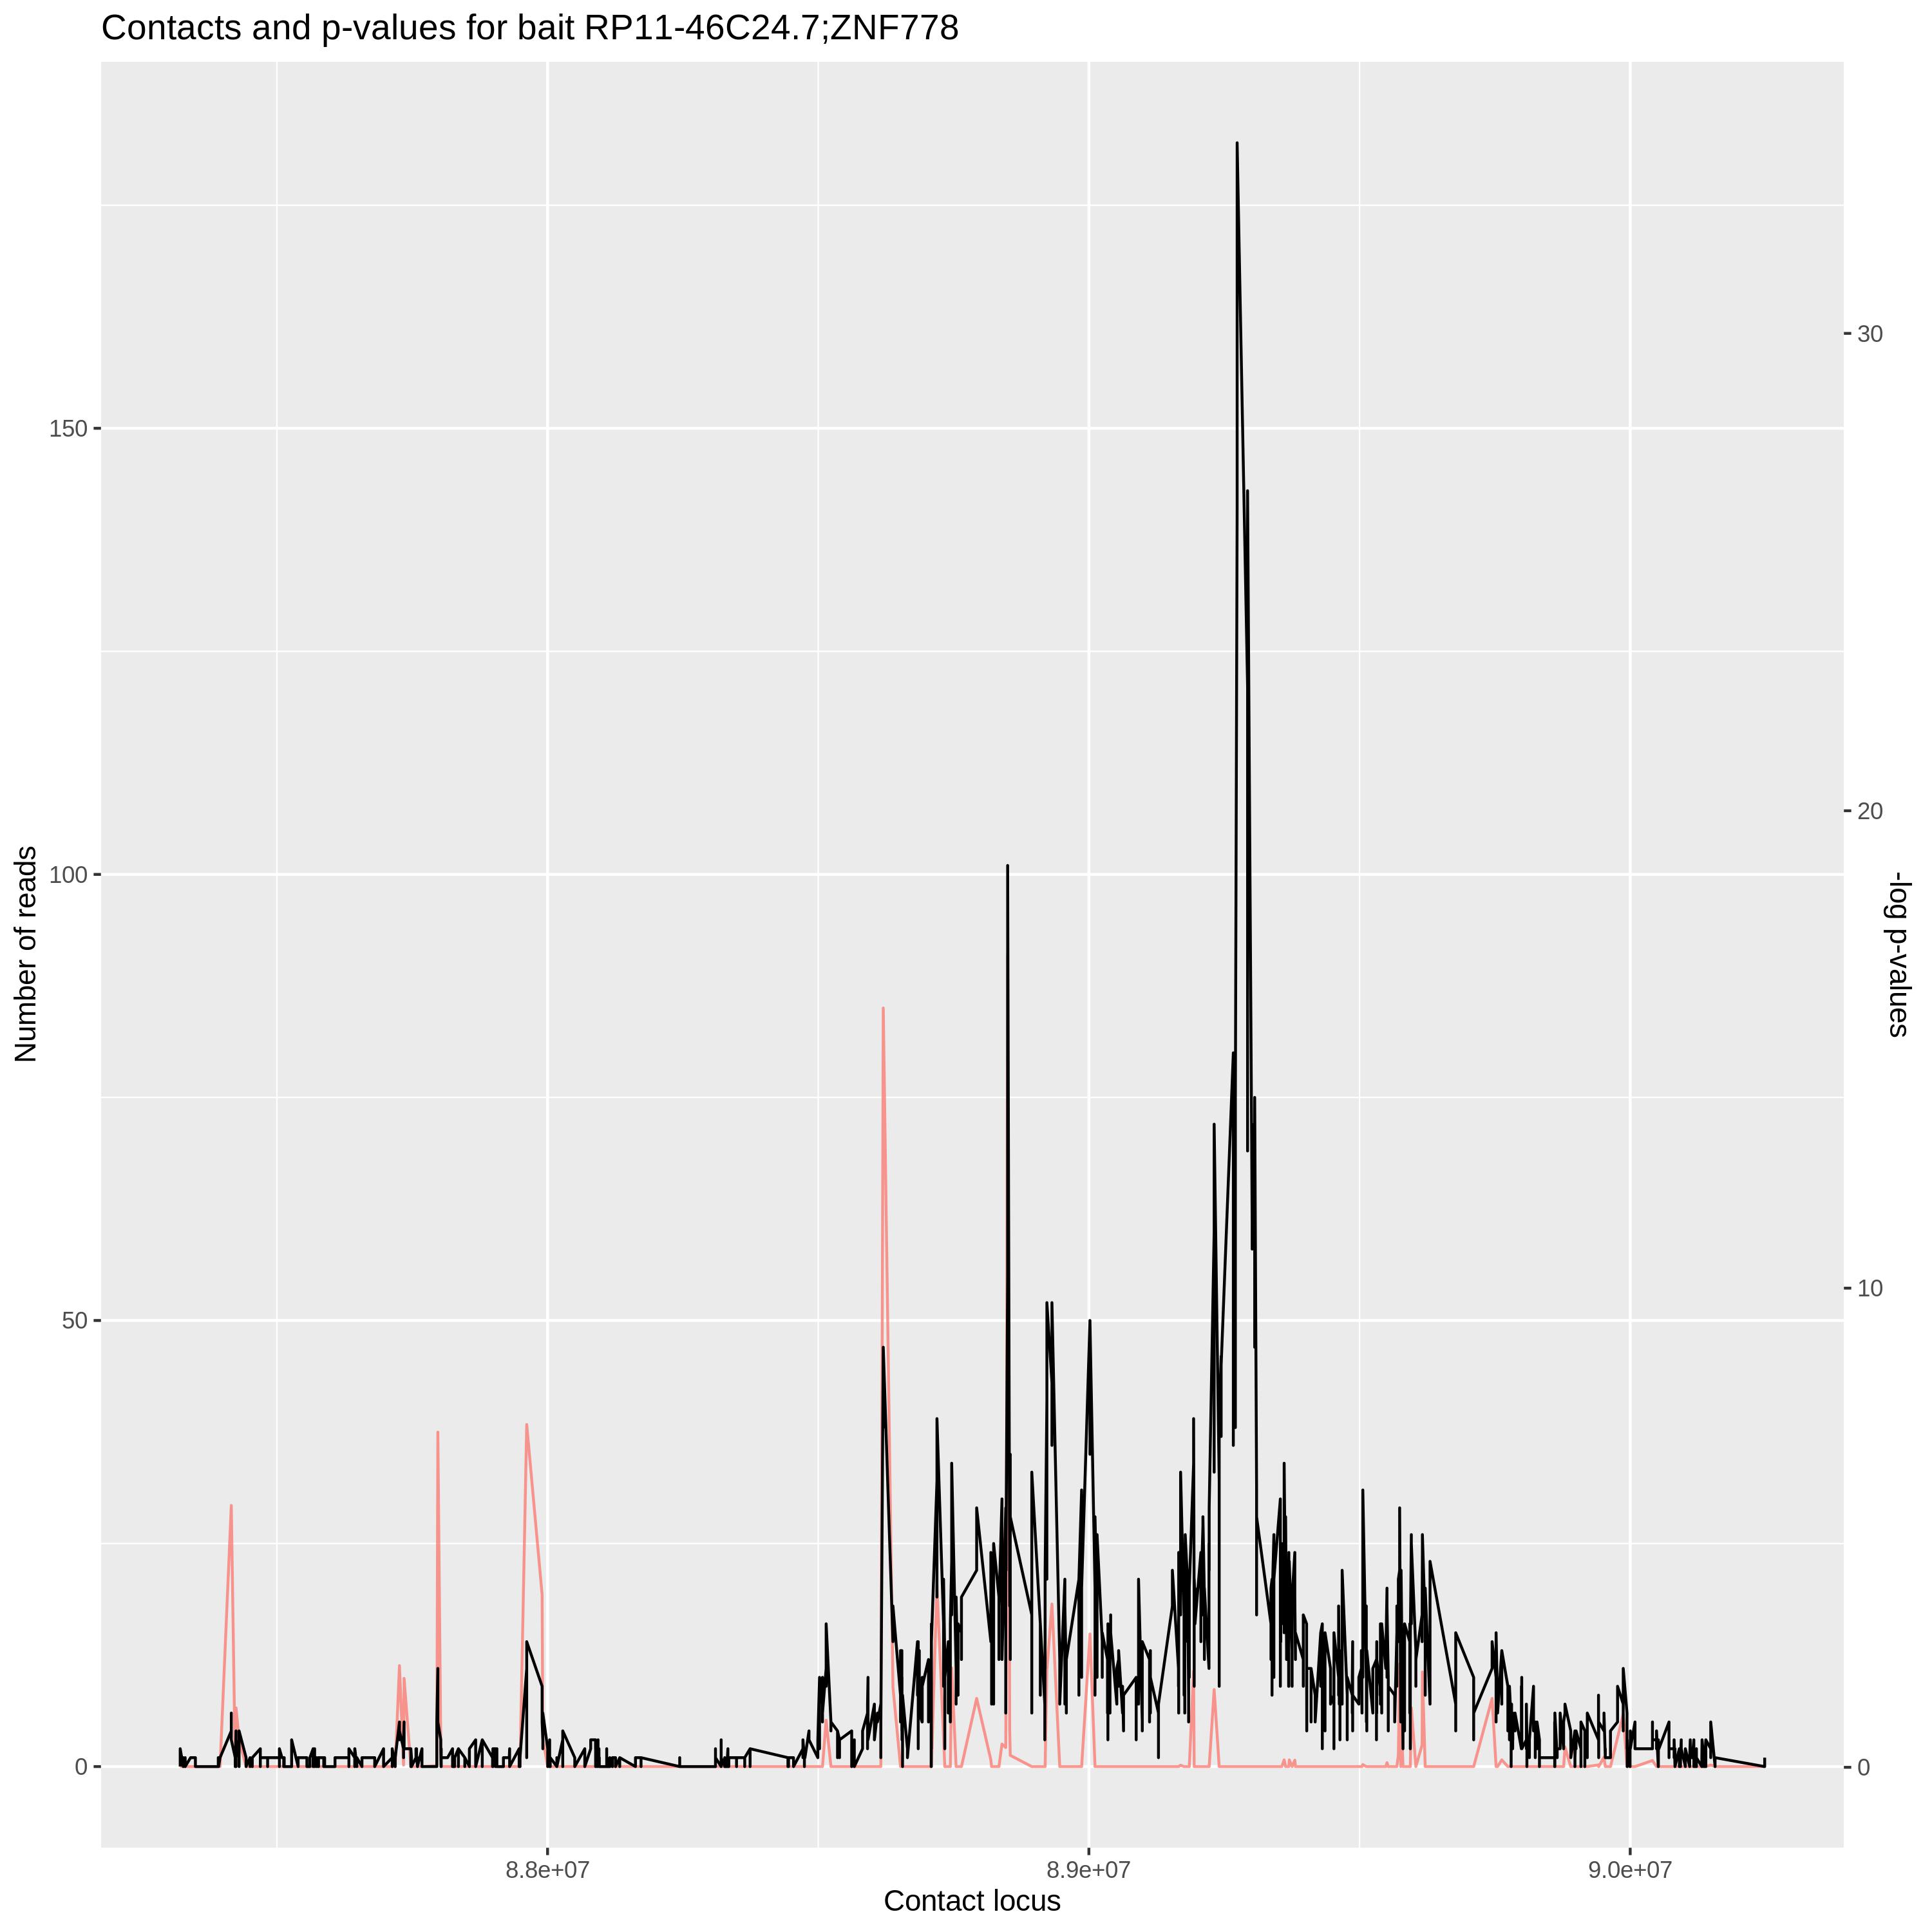 Contacts and p-values for bait RP11-46C24.7;ZNF778
Number of reads
150
100
50
0
30
20
10
0
-log p-values
8.8e+07
8.9e+07
9.0e+07
Contact locus